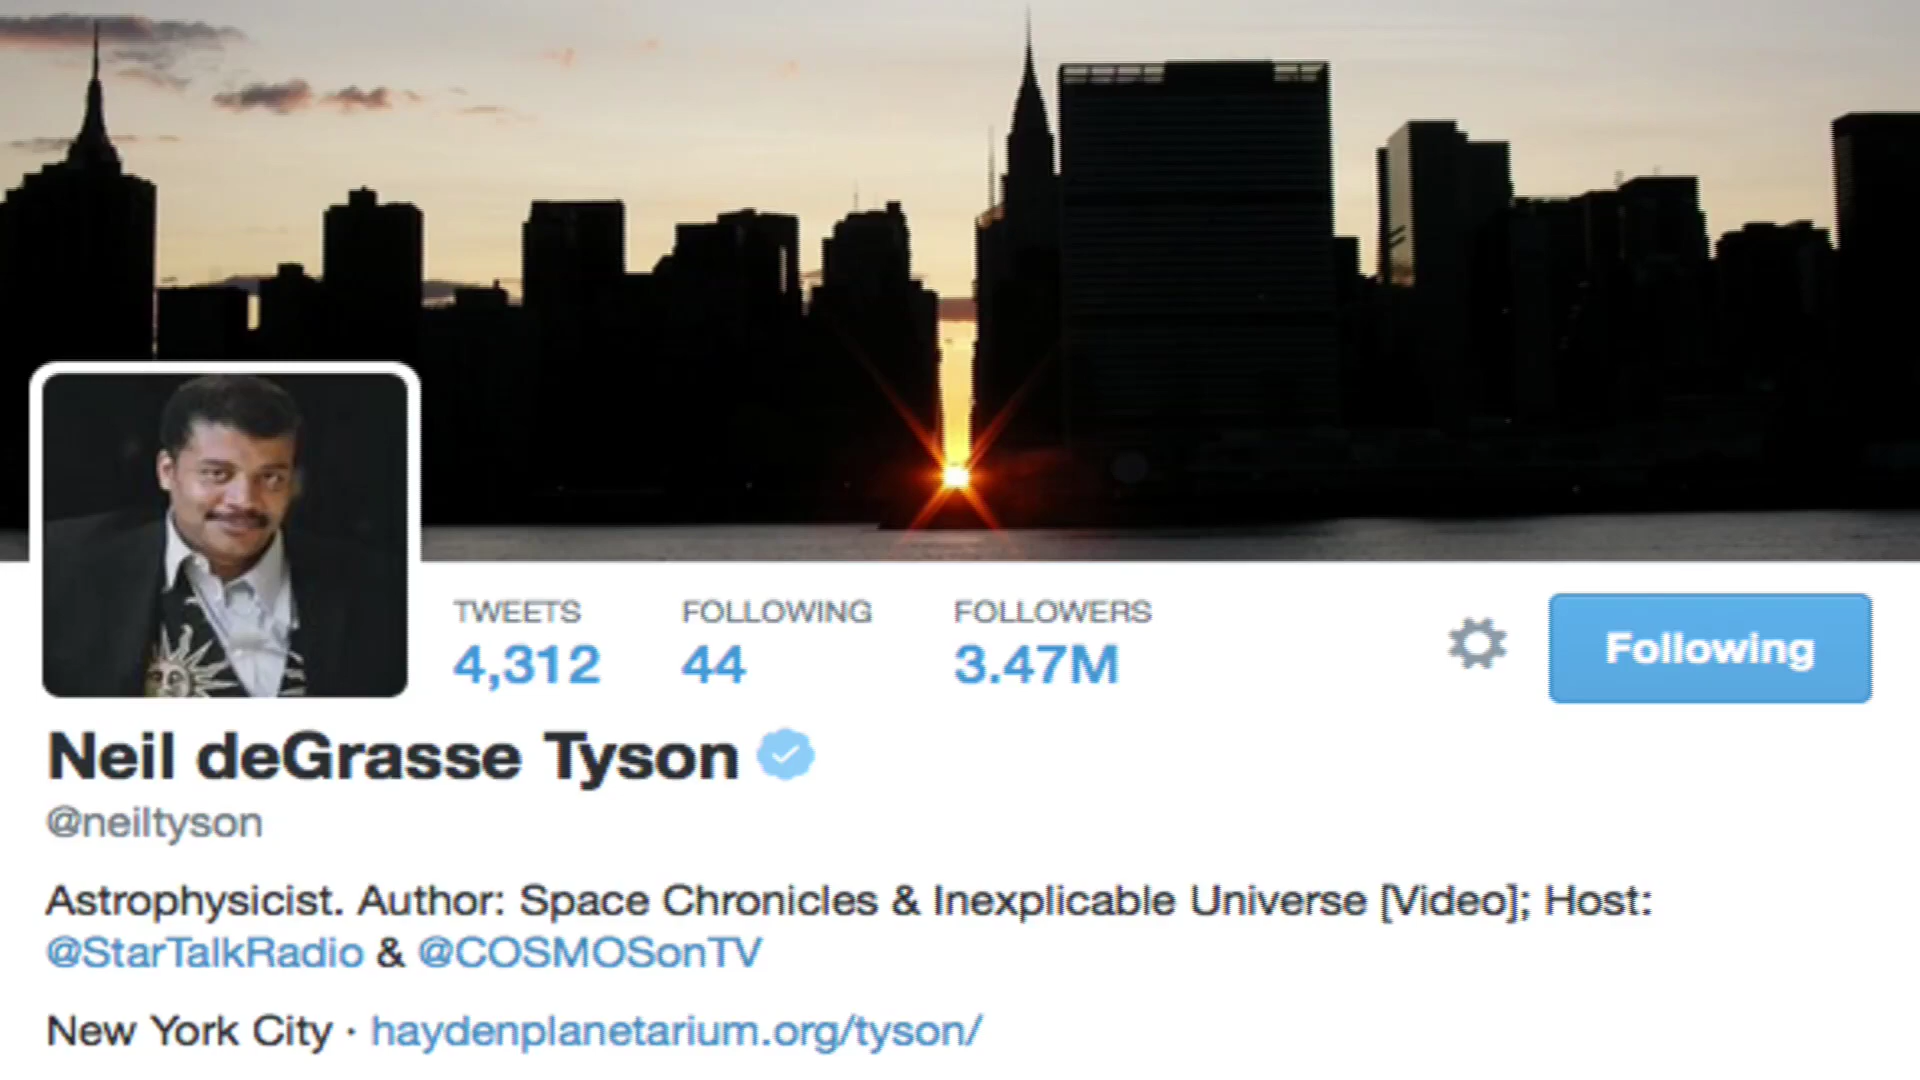 TWEETS FOLLOWING FOLLOWERS
4,312 44 3.47M
Following
Neil deGrasse Tyson
@neiltyson
Astrophysicist. Author: Space Chronicles & Inexplicable Universe [Video]; Host:
@StarTalkRadio & @COSMOSonTV
New York City · haydenplanetarium.org/tyson/